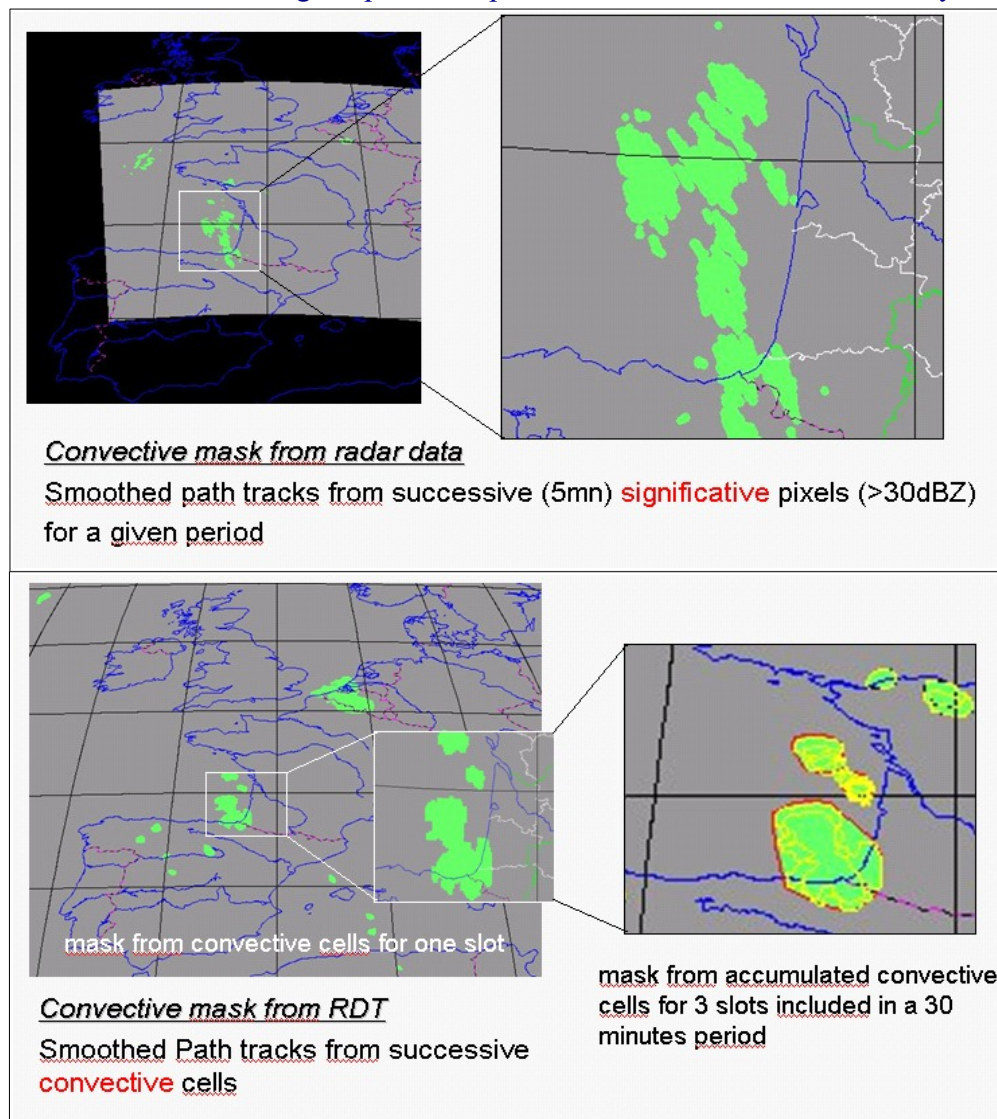 Convective mask from radar data
Smoothed path tracks from successive (5mn) significative pixels (>30dBZ)
for a given period
mask from convective cells for one slot
Convective mask from RDT
Smoothed Path tracks from successive
convective cells
mask from accumulated convective
cells for 3 slots included in a 30
minutes period